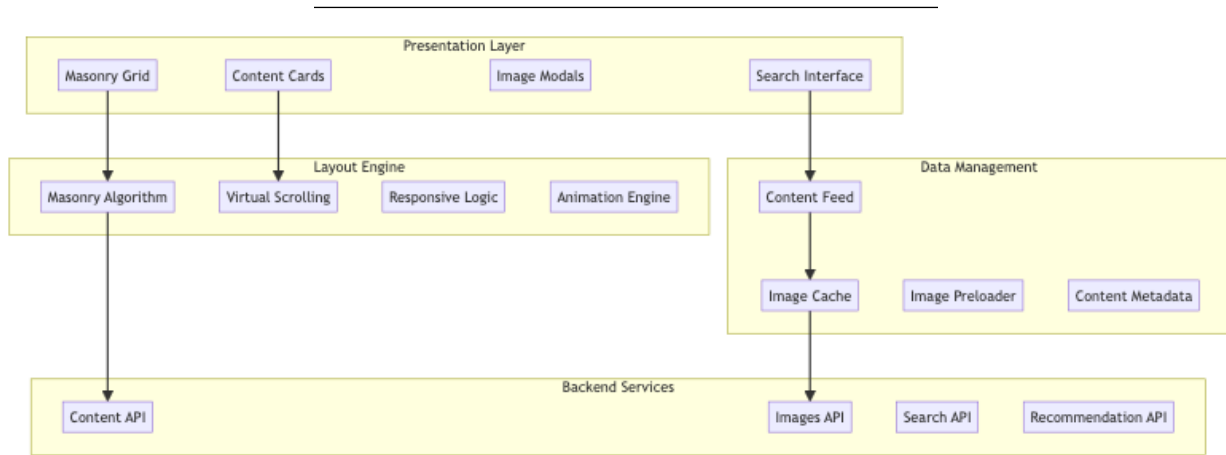 Presentation Layer
Masonry Grid
Content Cards
Image Modals
Search Interface
Layout Engine
Masonry Algorithm
Virtual Scrolling
Responsive Logic
Animation Engine
Data Management
Content Feed
Image Cache
Image Preloader
Content Metadata
Backend Services
Content API
Images API
Search API
Recommendation API